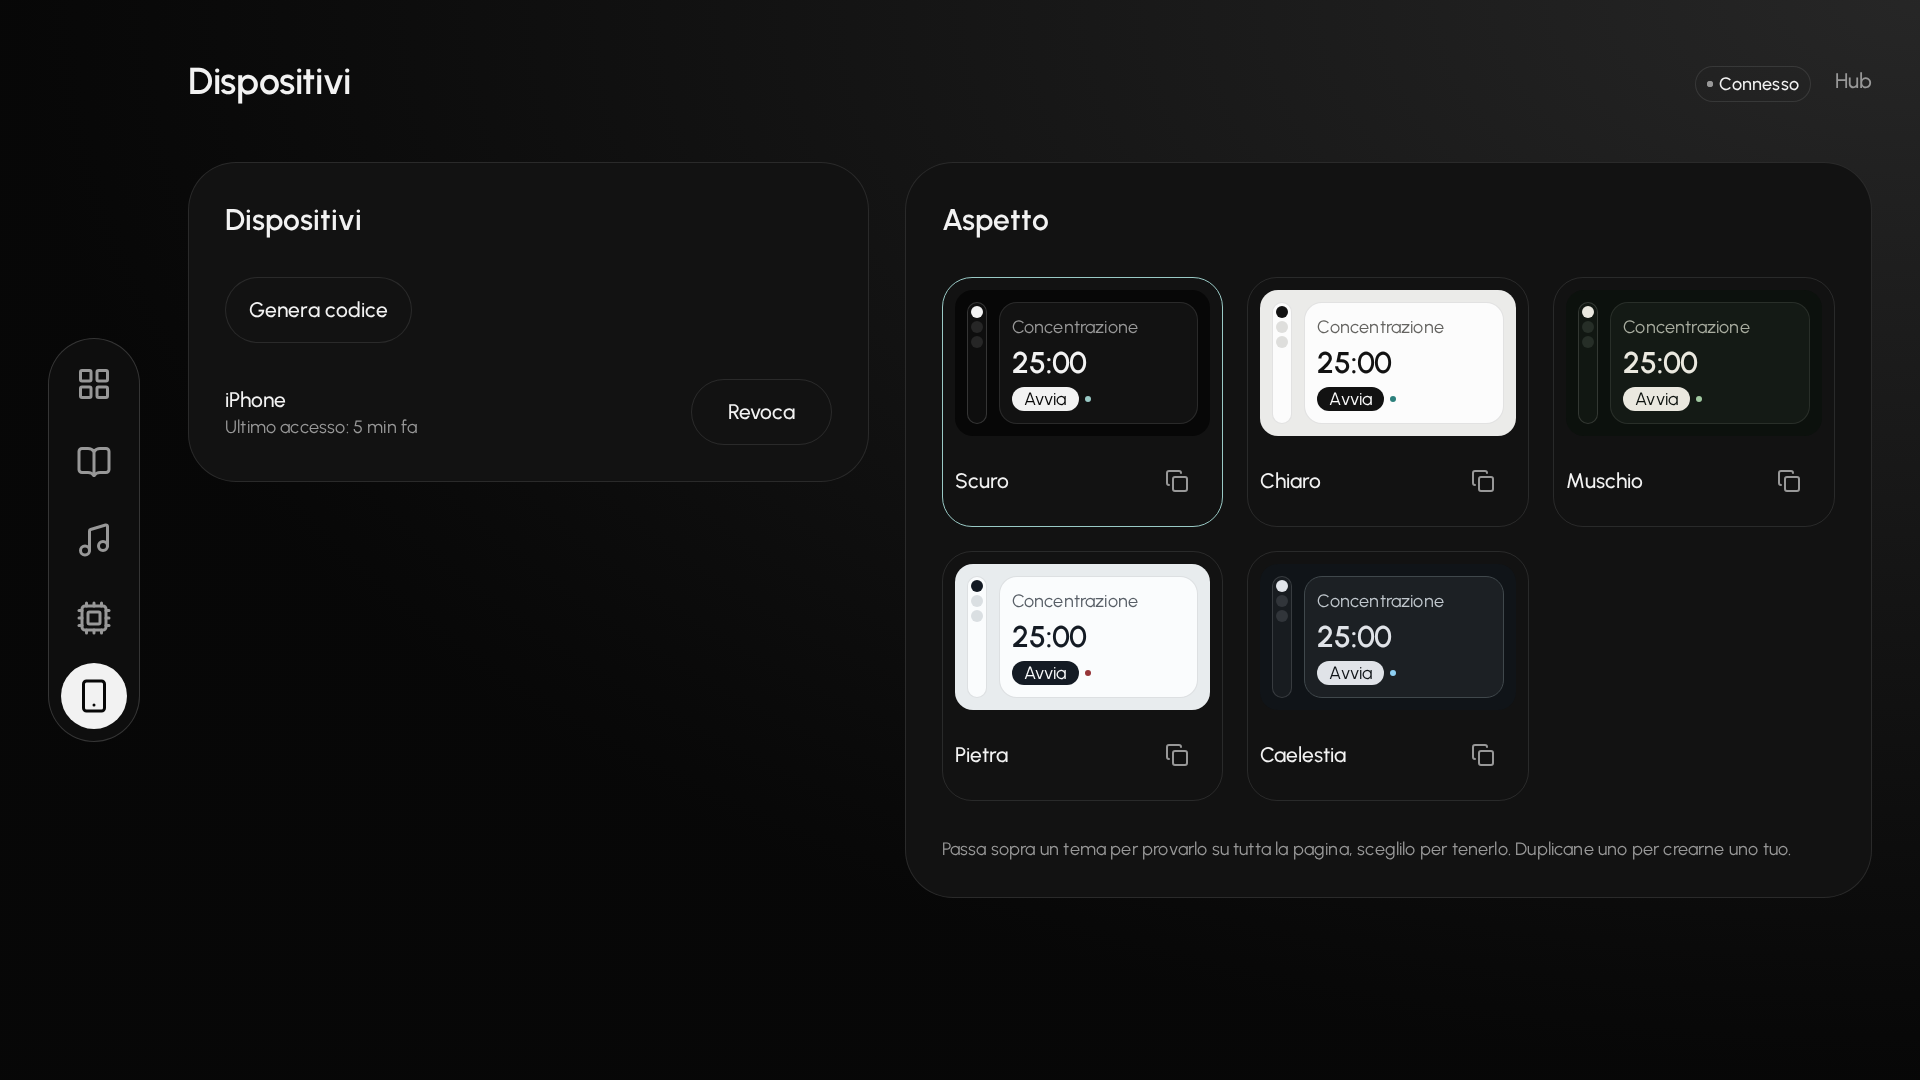 Dispositivi
Connesso
Hub
Dispositivi
Genera codice
iPhone
Ultimo accesso: 5 min fa
Revoca
Aspetto
Concentrazione
25:00
Avvia
Scuro
Concentrazione
25:00
Avvia
Chiaro
Concentrazione
25:00
Avvia
Muschio
Concentrazione
25:00
Avvia
Pietra
Concentrazione
25:00
Avvia
Caelestia
Passa sopra un tema per provarlo su tutta la pagina, sceglilo per tenerlo. Duplicane uno per crearne uno tuo.